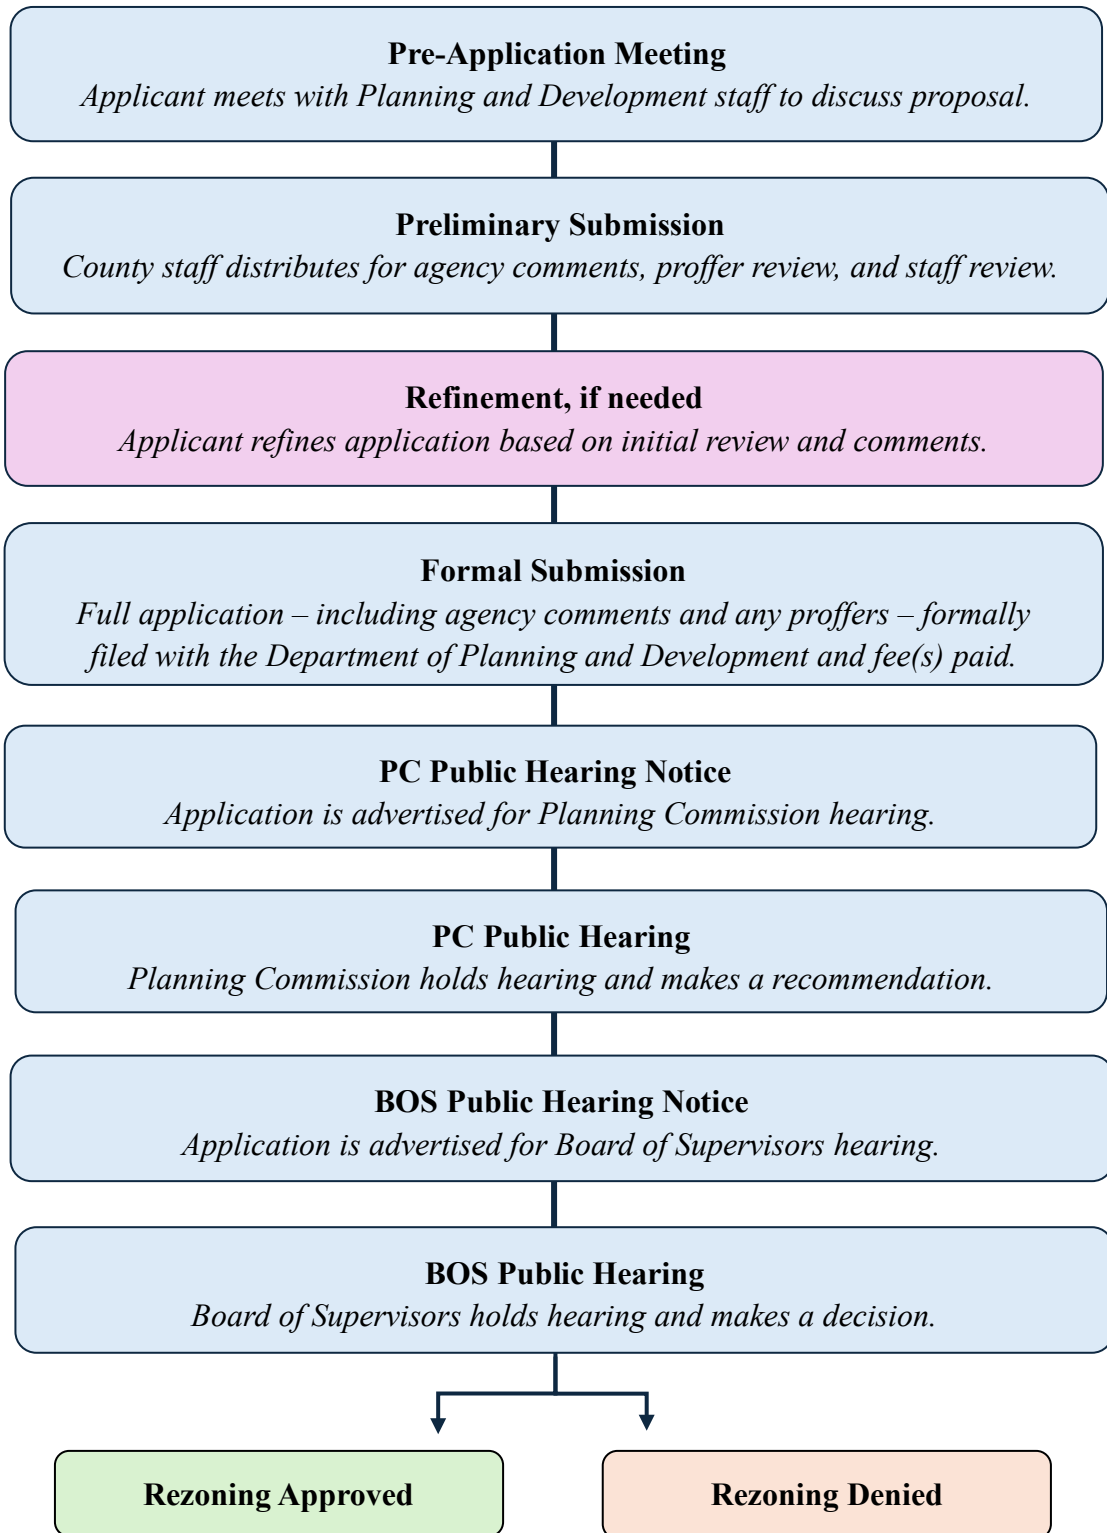 Pre-Application Meeting
Applicant meets with Planning and Development staff to discuss proposal.
Preliminary Submission
County staff distributes for agency comments, proffer review, and staff review.
Refinement, if needed
Applicant refines application based on initial review and comments.
Formal Submission
Full application – including agency comments and any proffers – formally
filed with the Department of Planning and Development and fee(s) paid.
PC Public Hearing Notice
Application is advertised for Planning Commission hearing.
PC Public Hearing
Planning Commission holds hearing and makes a recommendation.
BOS Public Hearing Notice
Application is advertised for Board of Supervisors hearing.
BOS Public Hearing
Board of Supervisors holds hearing and makes a decision.
Rezoning Approved
Rezoning Denied